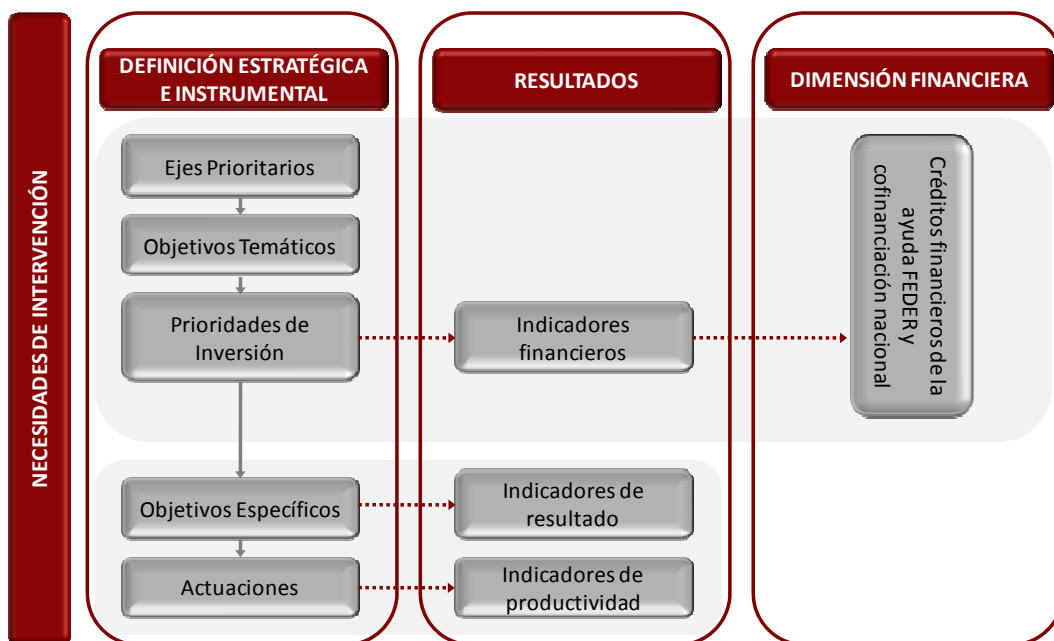 NECESIDADES DE INTERVENCIÓN
DEFINICIÓN ESTRATÉGICA
E INSTRUMENTAL
RESULTADOS
DIMENSIÓN FINANCIERA
Ejes Prioritarios
Objetivos Temáticos
Prioridades de
Inversión
Indicadores
financieros
Créditos financieros de la
ayuda FEDER y
cofinanciación nacional
Objetivos Específicos
Indicadores de
resultado
Actuaciones
Indicadores de
productividad